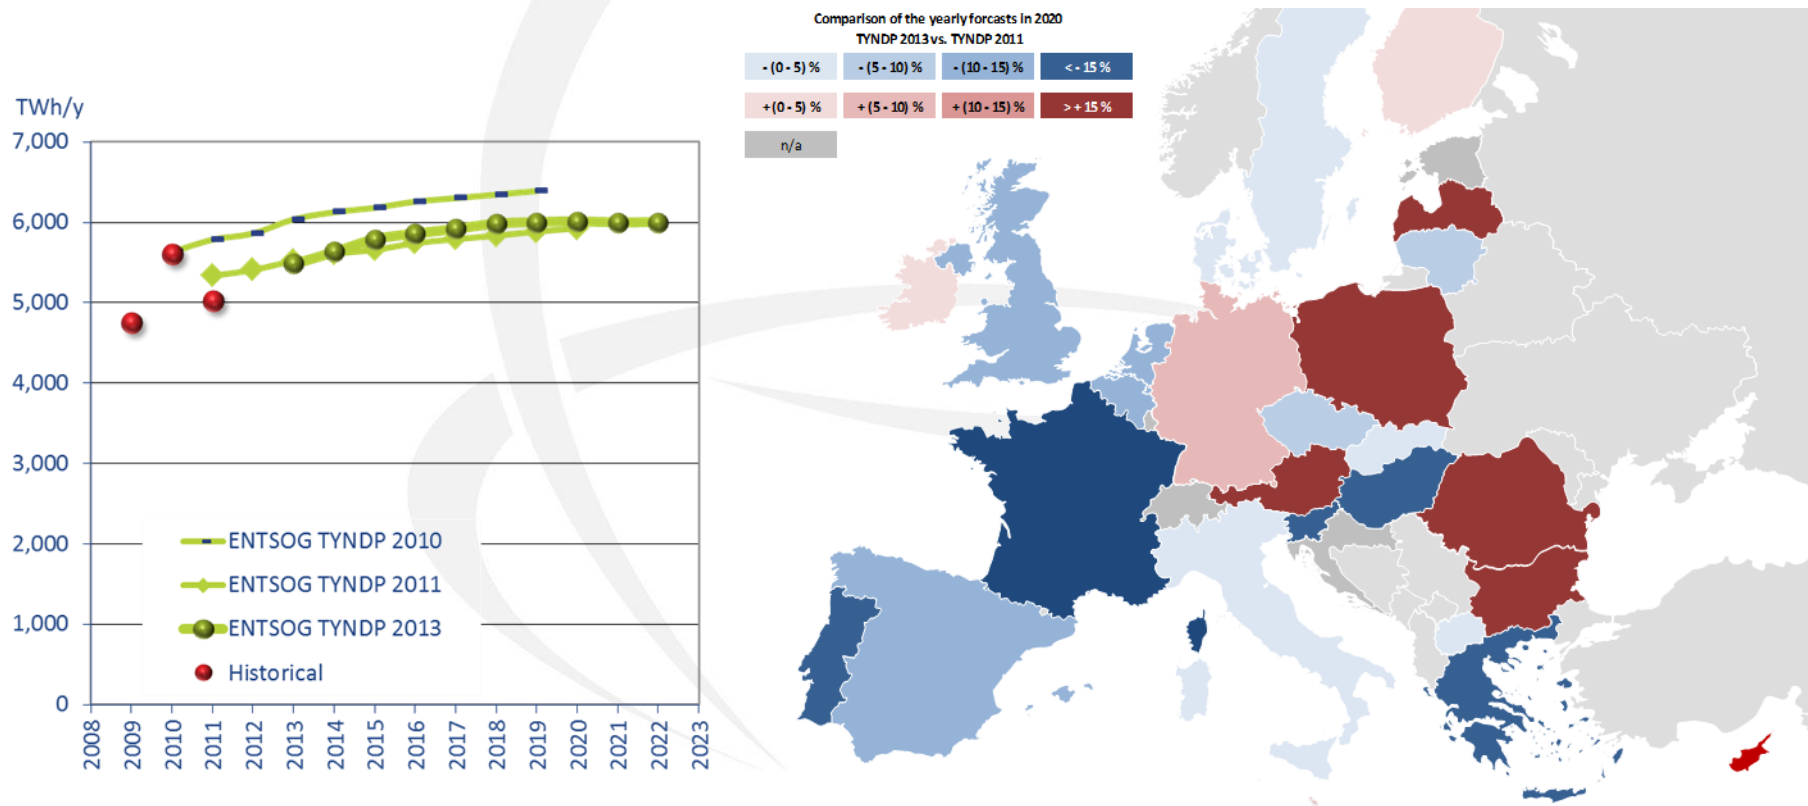 TWh/y
7,000
6,000
5,000
4,000
3,000
2,000
1,000
0
2008
2009
2010
2011
2012
2013
2014
2015
2016
2017
2018
2019
2020
2021
2022
2023
ENTSOG TYNDP 2010
ENTSOG TYNDP 2011
ENTSOG TYNDP 2013
Historical
Comparison of the yearly forcasts in 2020
TYNDP 2013 vs. TYNDP 2011
- (0 - 5) % - (5 - 10) % - (10 - 15) % < - 15 %
+ (0 - 5) % + (5 - 10) % + (10 - 15) % > + 15 %
n/a